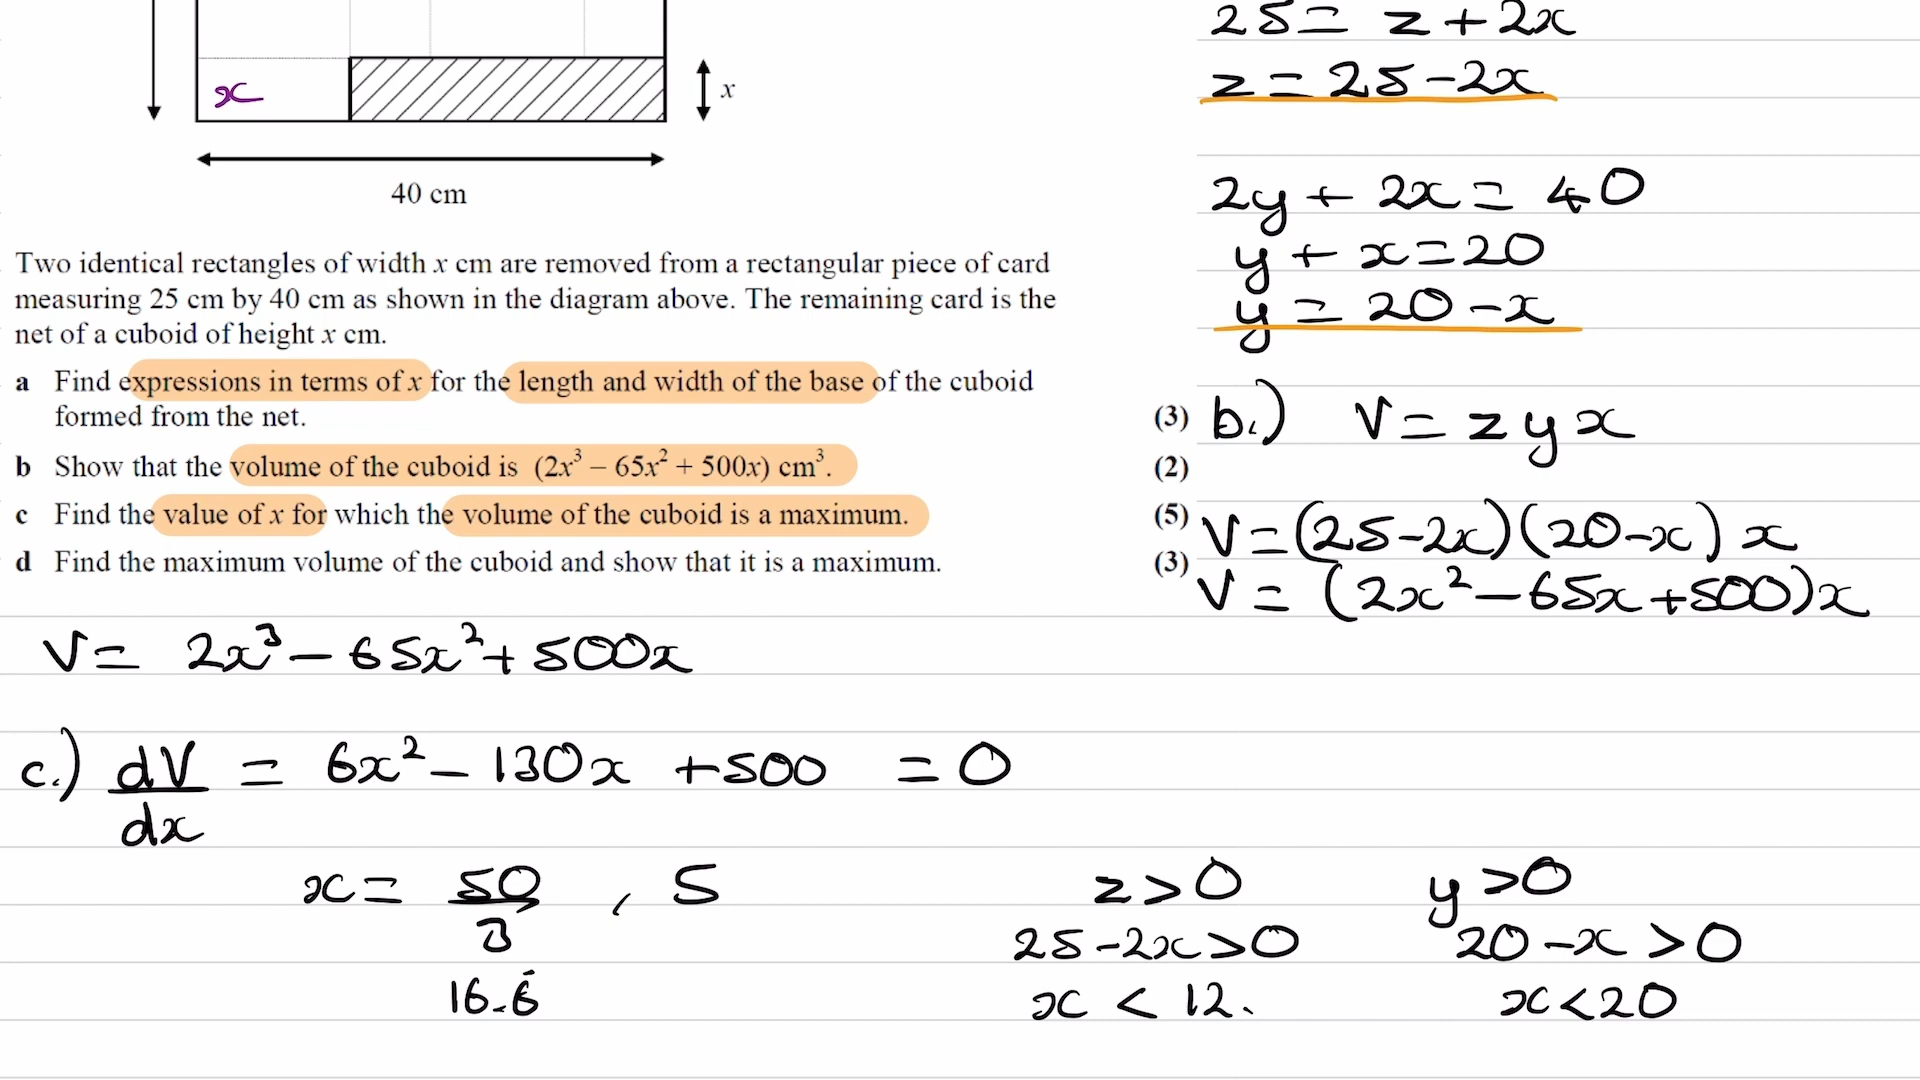 x
x
40 cm
Two identical rectangles of width x cm are removed from a rectangular piece of card
measuring 25 cm by 40 cm as shown in the diagram above. The remaining card is the
net of a cuboid of height x cm.
a Find expressions in terms of x for the length and width of the base of the cuboid
formed from the net. (3)
b Show that the volume of the cuboid is (2x³ – 65x² + 500x) cm³. (2)
c Find the value of x for which the volume of the cuboid is a maximum. (5)
d Find the maximum volume of the cuboid and show that it is a maximum. (3)
25 = z + 2x
z = 25 - 2x
2y + 2x = 40
y + x = 20
y = 20 - x
b.) V = z y x
V = (25-2x)(20-x) x
V = (2x² - 65x + 500)x
V = 2x³ - 65x² + 500x
c.) dV/dx = 6x² - 130x + 500 = 0
x = 50/3 , 5
16.6̇
z > 0
25 - 2x > 0
x < 12.
y > 0
20 - x > 0
x < 20